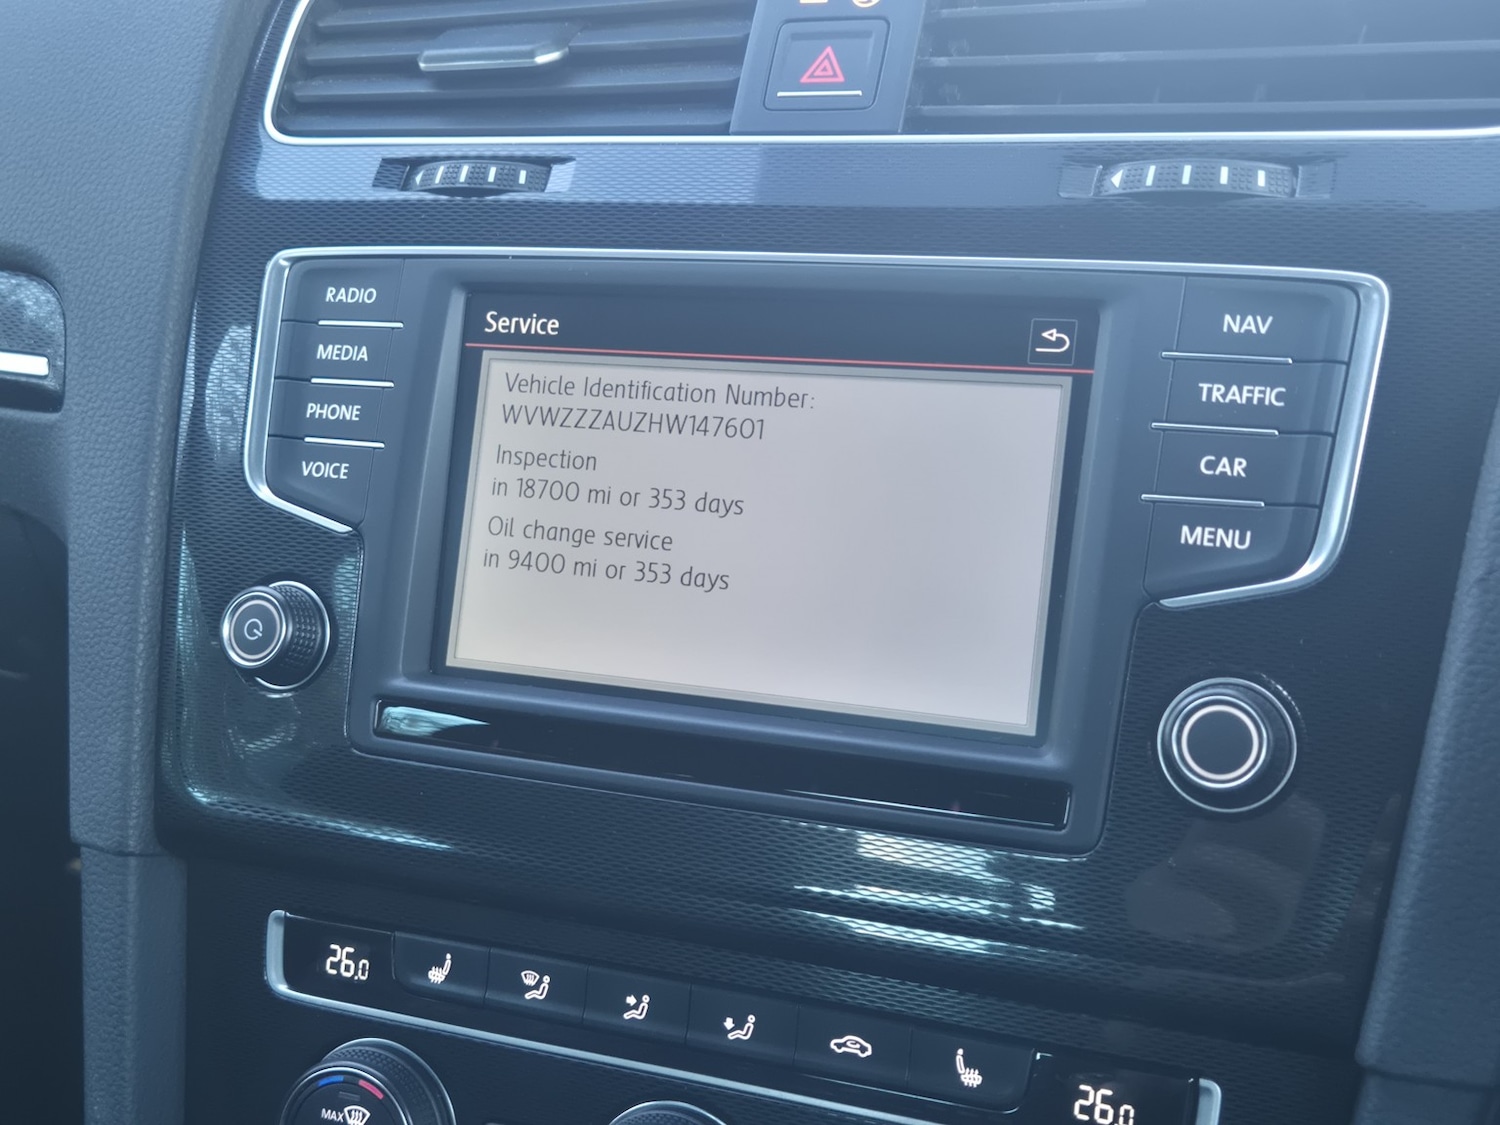 RADIO
MEDIA
PHONE
VOICE
Service
Vehicle Identification Number:
WVWZZZAUZHW147601
Inspection
in 18700 mi or 353 days
Oil change service
in 9400 mi or 353 days
NAV
TRAFFIC
CAR
MENU
26.0
26.0
MAX